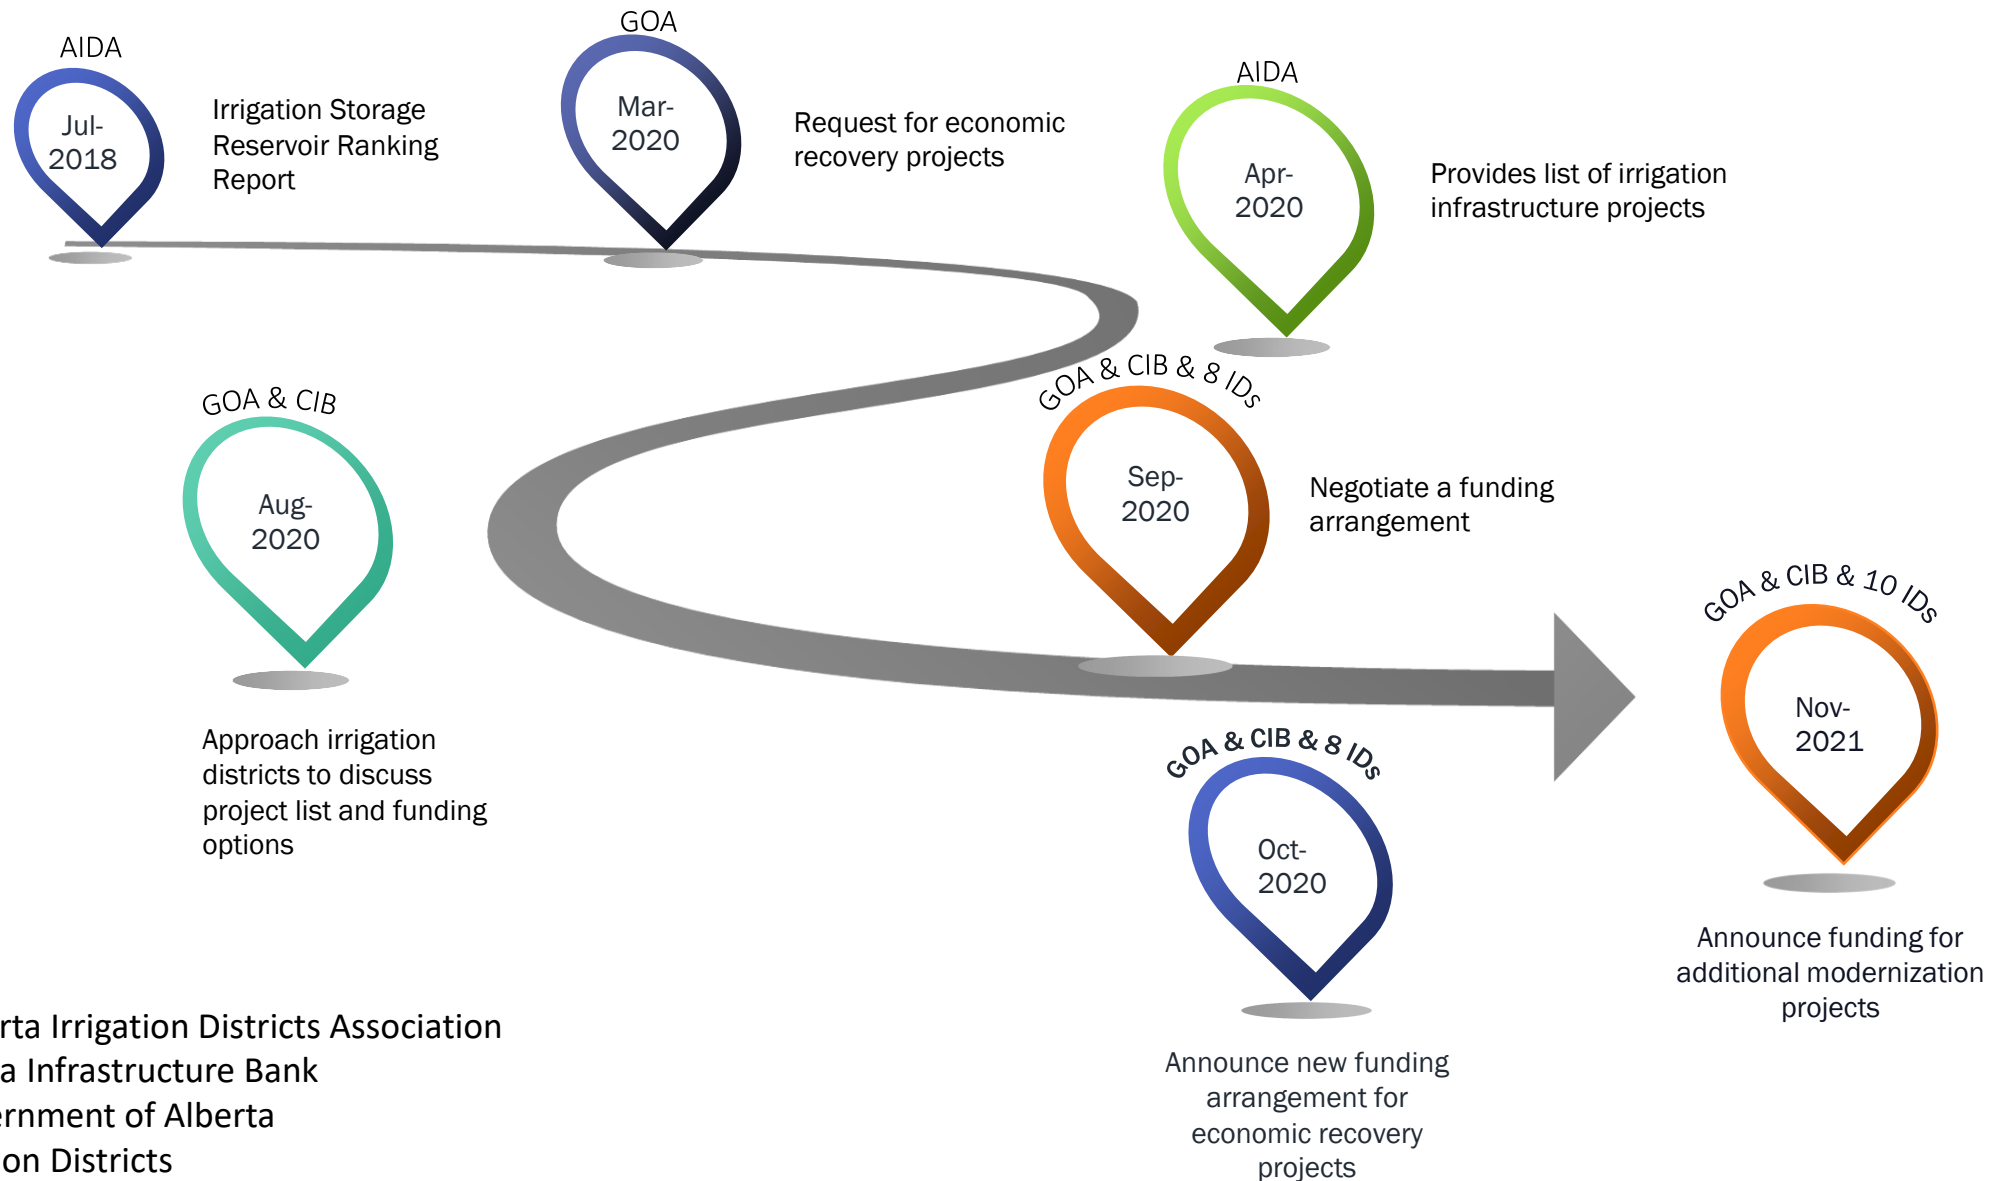 AIDA
Jul-
2018
Irrigation Storage
Reservoir Ranking
Report
GOA
Mar-
2020
Request for economic
recovery projects
AIDA
Apr-
2020
Provides list of irrigation
infrastructure projects
GOA & CIB
Aug-
2020
Approach irrigation
districts to discuss
project list and funding
options
GOA & CIB & 8 IDs
Sep-
2020
Negotiate a funding
arrangement
GOA & CIB & 8 IDs
Oct-
2020
Announce new funding
arrangement for
economic recovery
projects
GOA & CIB & 10 IDs
Nov-
2021
Announce funding for
additional modernization
projects
rta Irrigation Districts Association
a Infrastructure Bank
ernment of Alberta
on Districts